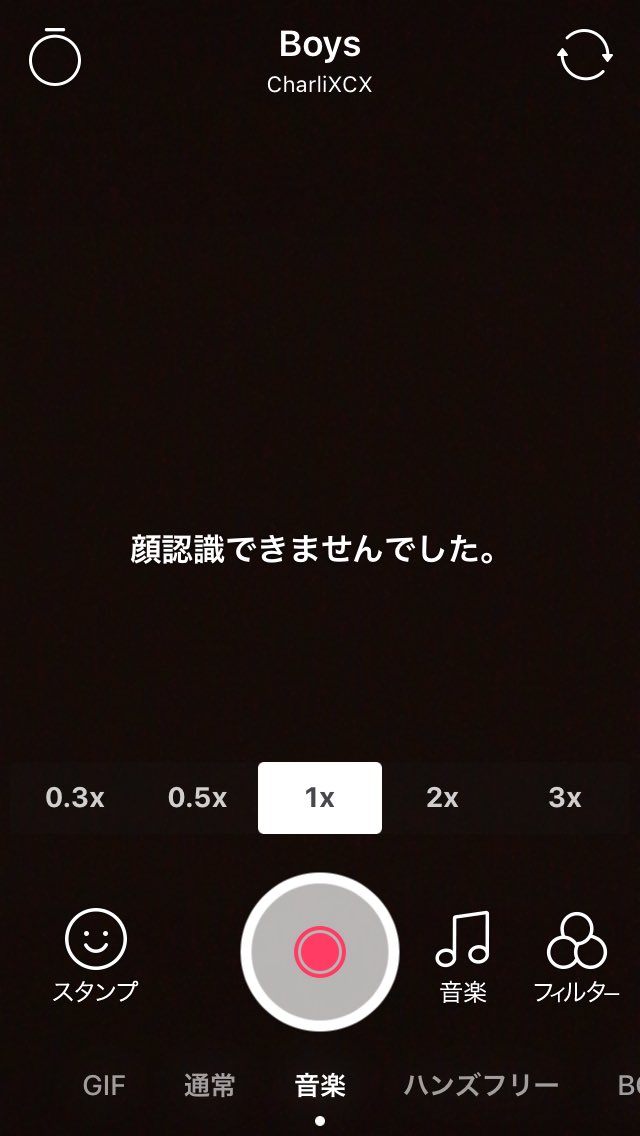 Boys
CharliXCX
顔認識できませんでした。
0.3x 0.5x 1x 2x 3x
スタンプ 音楽 フィルター
GIF 通常 音楽 ハンズフリー